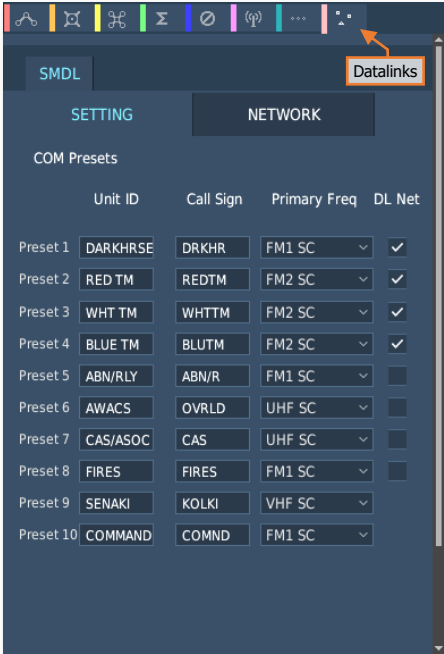 Datalinks
SMDL
SETTING NETWORK
COM Presets
Unit ID Call Sign Primary Freq DL Net
Preset 1 DARKHRSE DRKHR FM1 SC
Preset 2 RED TM REDTM FM2 SC
Preset 3 WHT TM WHTTM FM2 SC
Preset 4 BLUE TM BLUTM FM2 SC
Preset 5 ABN/RLY ABN/R FM1 SC
Preset 6 AWACS OVRLD UHF SC
Preset 7 CAS/ASOC CAS UHF SC
Preset 8 FIRES FIRES FM1 SC
Preset 9 SENAKI KOLKI VHF SC
Preset 10 COMMAND COMND FM1 SC